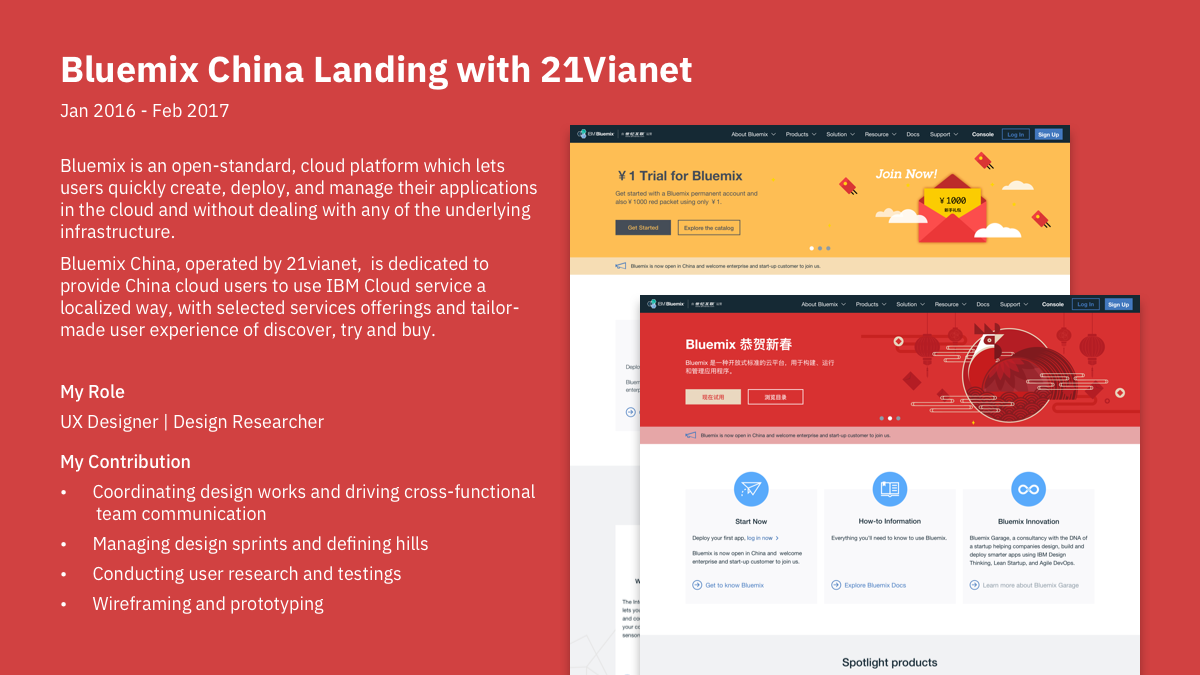 Bluemix China Landing with 21Vianet
Jan 2016 - Feb 2017
Bluemix is an open-standard, cloud platform which lets
users quickly create, deploy, and manage their applications
in the cloud and without dealing with any of the underlying
infrastructure.
Bluemix China, operated by 21vianet,  is dedicated to
provide China cloud users to use IBM Cloud service a
localized way, with selected services offerings and tailor-
made user experience of discover, try and buy.
My Role
UX Designer | Design Researcher
My Contribution
• Coordinating design works and driving cross-functional
team communication
• Managing design sprints and defining hills
• Conducting user research and testings
• Wireframing and prototyping
IBM Bluemix About Bluemix Products Solution Resource Docs Support Console Log In Sign Up
¥1 Trial for Bluemix
Get started with a Bluemix permanent account and
also ¥1000 red packet using only ¥1.
Get Started Explore the catalog
Join Now!
¥1000
新手礼包
Bluemix is now open in China and welcome enterprise and start-up customer to join us.
IBM Bluemix About Bluemix Products Solution Resource Docs Support Console Log In Sign Up
Bluemix 恭贺新春
Bluemix 是一种开放式标准的云平台，用于构建、运行
和管理应用程序。
现在试用 浏览目录
Bluemix is now open in China and welcome enterprise and start-up customer to join us.
Start Now
Deploy your first app, log in now
Bluemix is now open in China and welcome
enterprise and start-up customer to join us.
Get to know Bluemix
How-to Information
Everything you'll need to know to use Bluemix.
Explore Bluemix Docs
Bluemix Innovation
Bluemix Garage, a consultancy with the DNA of
a startup helping companies design, build and
deploy smarter apps using IBM Design
Thinking, Lean Startup, and Agile DevOps.
Learn more about Bluemix Garage
Spotlight products